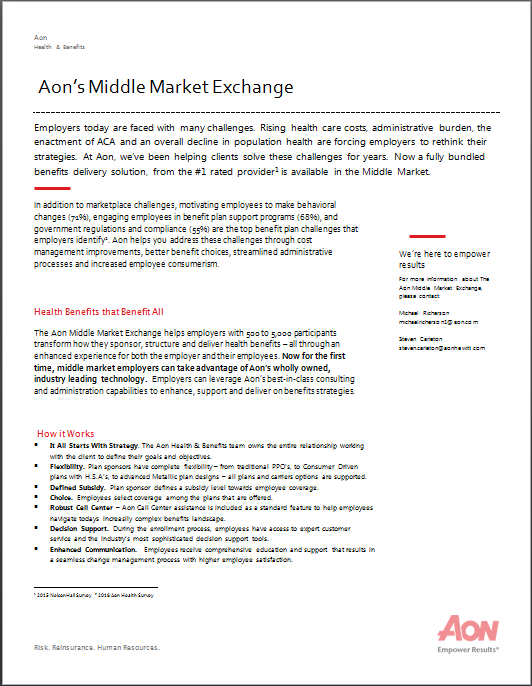 Aon
Health & Benefits
Aon's Middle Market Exchange
Employers today are faced with many challenges. Rising health care costs, administrative burden, the
enactment of ACA and an overall decline in population health are forcing employers to rethink their
strategies. At Aon, we've been helping clients solve these challenges for years. Now a fully bundled
benefits delivery solution, from the #1 rated provider¹ is available in the Middle Market.
In addition to marketplace challenges, motivating employees to make behavioral
changes (71%), engaging employees in benefit plan support programs (68%), and
government regulations and compliance (55%) are the top benefit plan challenges that
employers identify². Aon helps you address these challenges through cost
management improvements, better benefit choices, streamlined administrative
processes and increased employee consumerism.
We're here to empower
results
For more information about The
Aon Middle Market Exchange,
please contact
Michael Richerson
michael.richerson1@aon.com
Steven Carleton
steven.carleton@aonhewitt.com
Health Benefits that Benefit All
The Aon Middle Market Exchange helps employers with 500 to 5,000 participants
transform how they sponsor, structure and deliver health benefits – all through an
enhanced experience for both the employer and their employees. Now for the first
time, middle market employers can take advantage of Aon's wholly owned,
industry leading technology. Employers can leverage Aon's best-in-class consulting
and administration capabilities to enhance, support and deliver on benefits strategies.
How it Works
▪ It All Starts With Strategy. The Aon Health & Benefits team owns the entire relationship working
with the client to define their goals and objectives.
▪ Flexibility. Plan sponsors have complete flexibility – from traditional PPO's, to Consumer Driven
plans with H.S.A's, to advanced Metallic plan designs – all plans and carriers options are supported.
▪ Defined Subsidy. Plan sponsor defines a subsidy level towards employee coverage.
▪ Choice. Employees select coverage among the plans that are offered.
▪ Robust Call Center – Aon Call Center assistance is included as a standard feature to help employees
navigate todays increasily complex benefits landscape.
▪ Decision Support. During the enrollment process, employees have access to expert customer
service and the industry's most sophisticated decision support tools.
▪ Enhanced Communication. Employees receive comprehensive education and support that results in
a seamless change management process with higher employee satisfaction.
¹ 2015 NelsonHall Survey ² 2016 Aon Health Survey
Risk. Reinsurance. Human Resources.
AON
Empower Results®